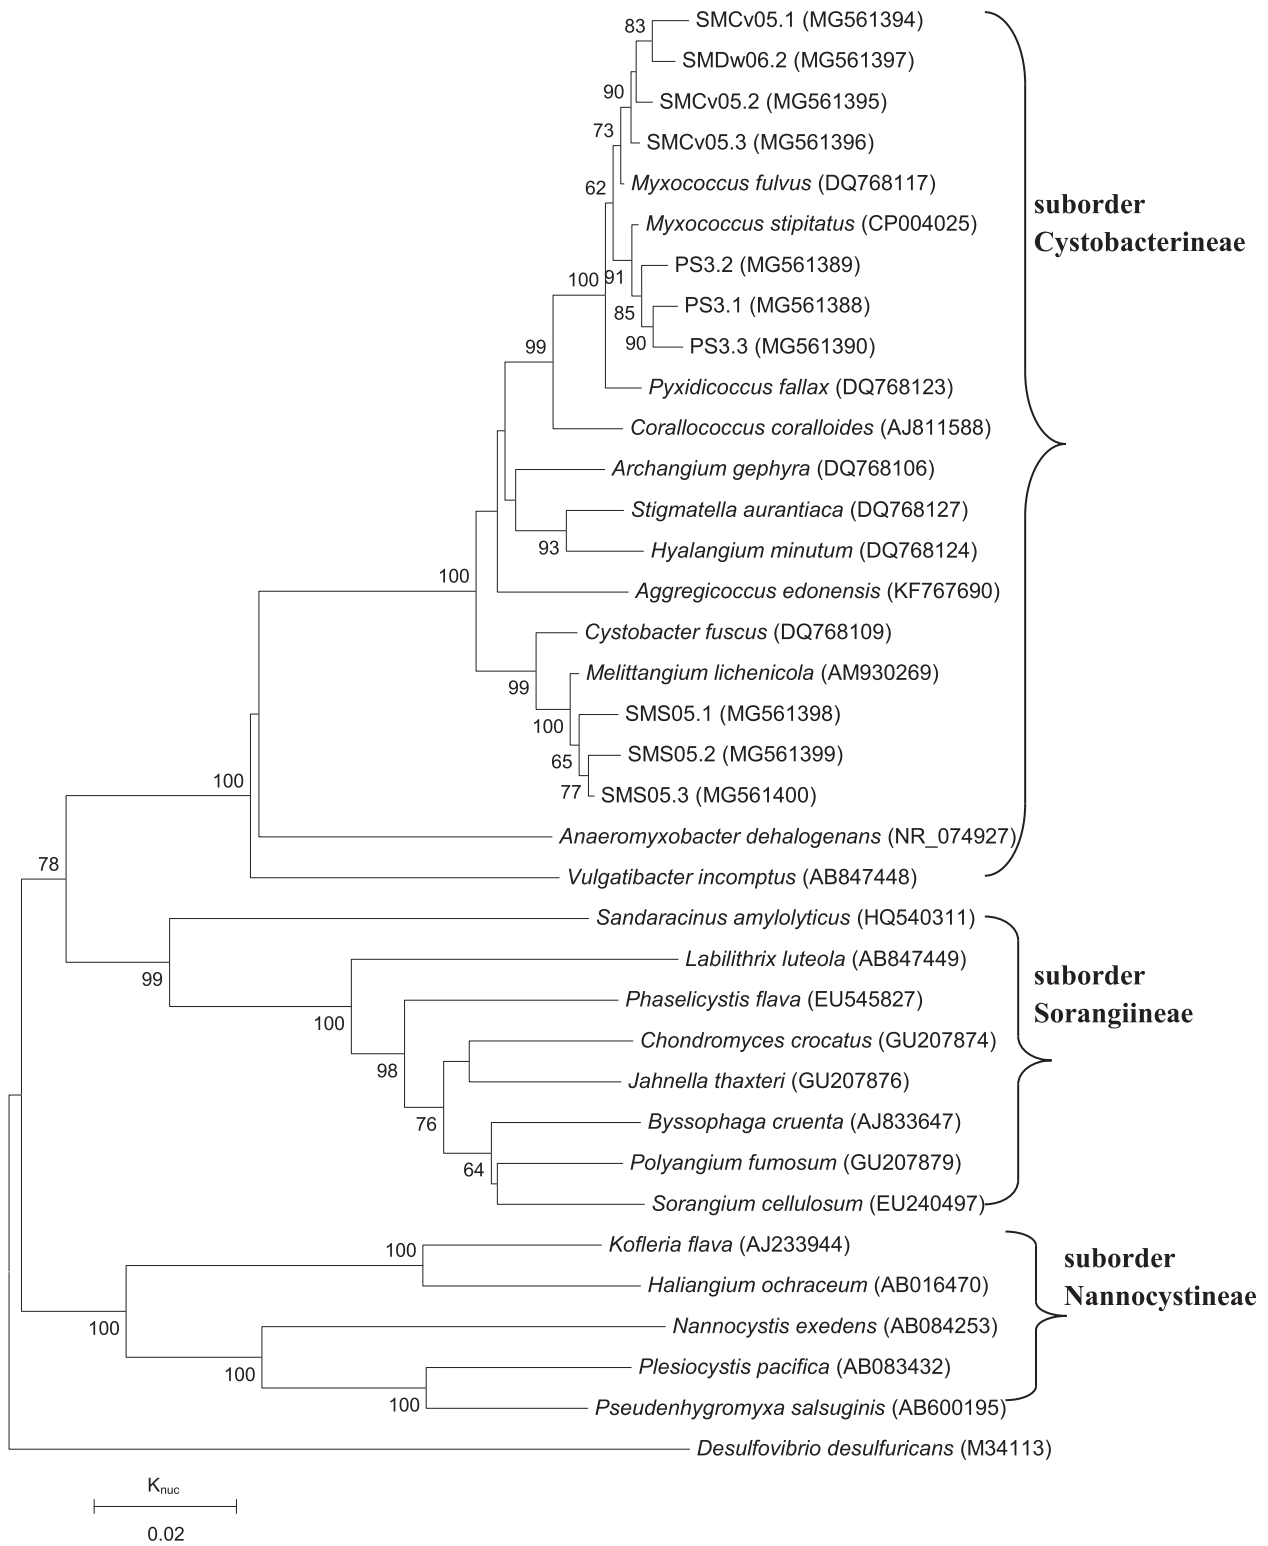 83
SMCv05.1 (MG561394)
SMDw06.2 (MG561397)
90
SMCv05.2 (MG561395)
73
SMCv05.3 (MG561396)
62
Myxococcus fulvus (DQ768117)
suborder
Cystobacterineae
Myxococcus stipitatus (CP004025)
100
91
PS3.2 (MG561389)
85
PS3.1 (MG561388)
90
PS3.3 (MG561390)
99
Pyxidicoccus fallax (DQ768123)
Corallococcus coralloides (AJ811588)
Archangium gephyra (DQ768106)
Stigmatella aurantiaca (DQ768127)
93
Hyalangium minutum (DQ768124)
100
Aggregicoccus edonensis (KF767690)
Cystobacter fuscus (DQ768109)
99
Melittangium lichenicola (AM930269)
100
SMS05.1 (MG561398)
65
SMS05.2 (MG561399)
77
SMS05.3 (MG561400)
100
Anaeromyxobacter dehalogenans (NR_074927)
78
Vulgatibacter incomptus (AB847448)
Sandaracinus amylolyticus (HQ540311)
99
Labilithrix luteola (AB847449)
suborder
Sorangiineae
100
Phaselicystis flava (EU545827)
98
Chondromyces crocatus (GU207874)
Jahnella thaxteri (GU207876)
76
Byssophaga cruenta (AJ833647)
64
Polyangium fumosum (GU207879)
Sorangium cellulosum (EU240497)
100
Kofleria flava (AJ233944)
suborder
Nannocystineae
Haliangium ochraceum (AB016470)
100
Nannocystis exedens (AB084253)
100
Plesiocystis pacifica (AB083432)
100
Pseudenhygromyxa salsuginis (AB600195)
Desulfovibrio desulfuricans (M34113)
Knuc
0.02